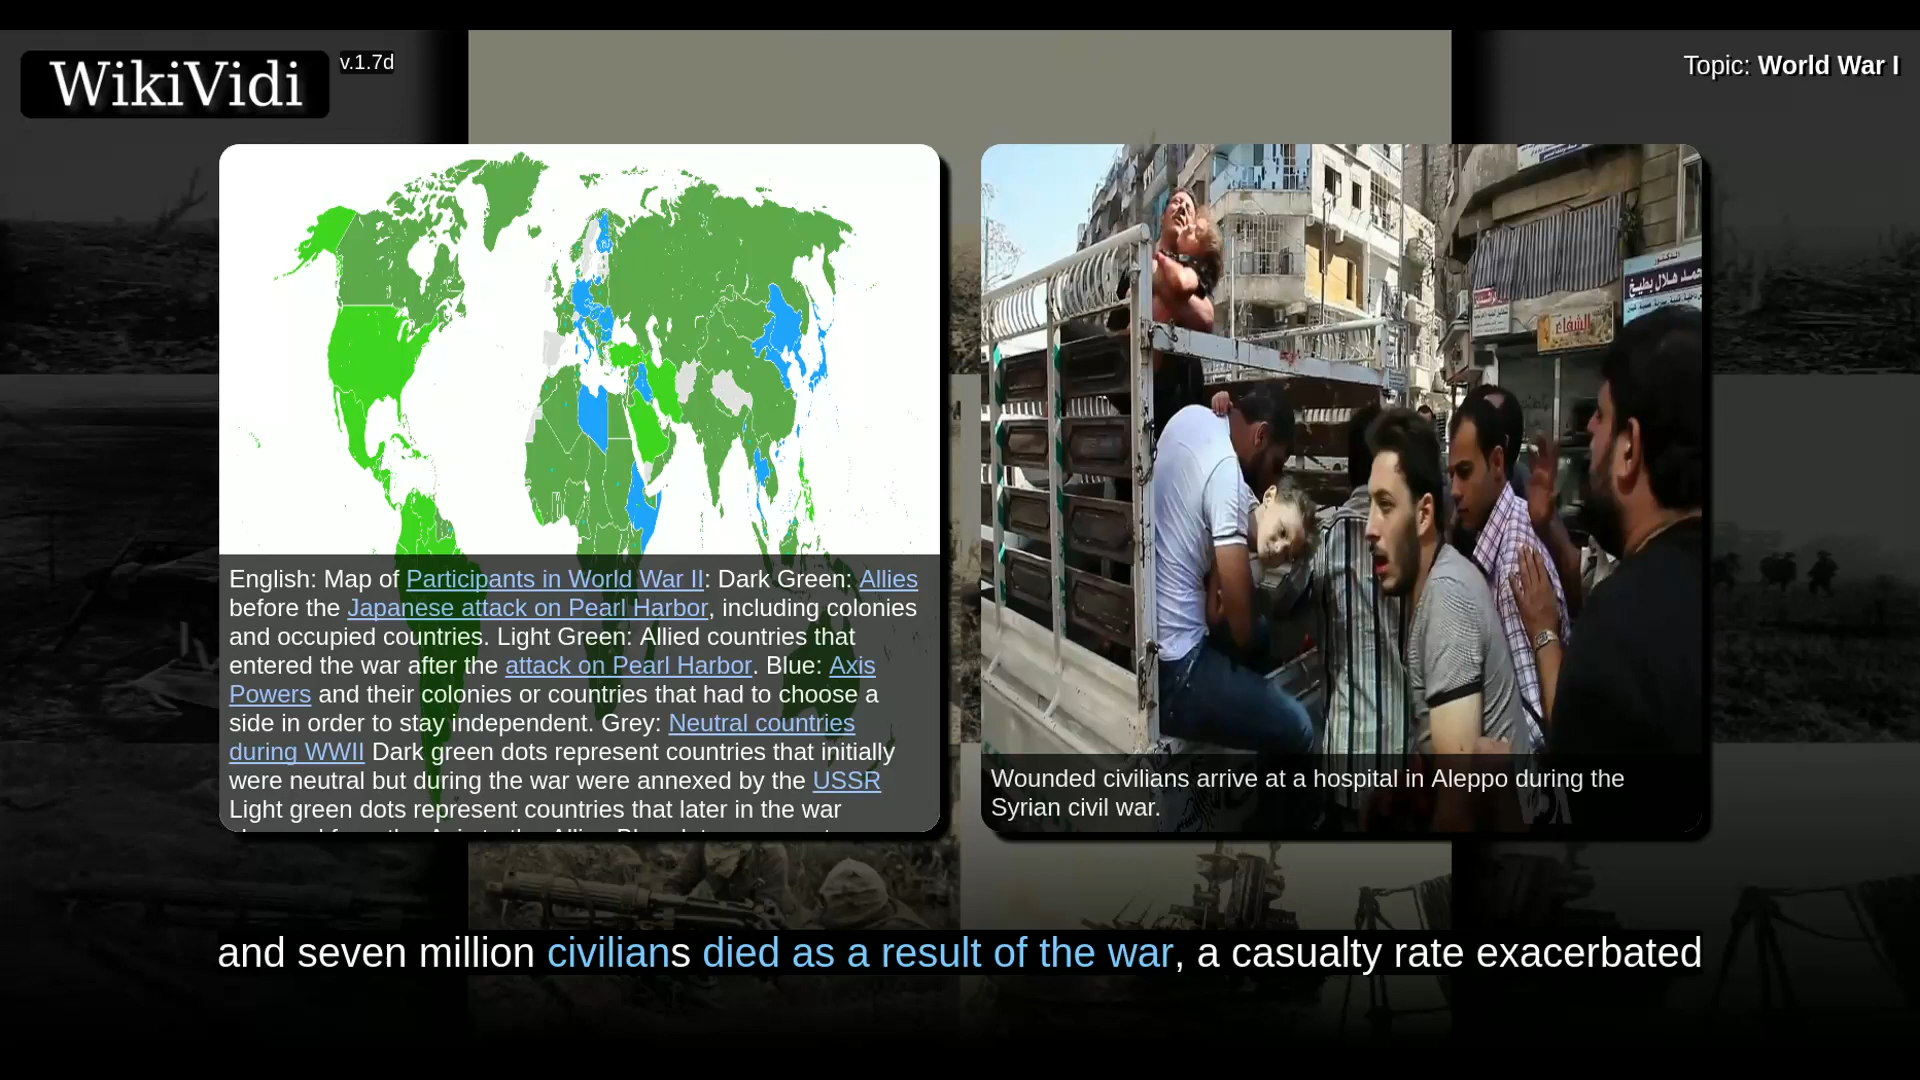 WikiVidi
v.1.7d
Topic: World War I
English: Map of Participants in World War II: Dark Green: Allies
before the Japanese attack on Pearl Harbor, including colonies
and occupied countries. Light Green: Allied countries that
entered the war after the attack on Pearl Harbor. Blue: Axis
Powers and their colonies or countries that had to choose a
side in order to stay independent. Grey: Neutral countries
during WWII Dark green dots represent countries that initially
were neutral but during the war were annexed by the USSR
Light green dots represent countries that later in the war
الدكتور
حمد هلال بطيخ
الشفاء
Wounded civilians arrive at a hospital in Aleppo during the
Syrian civil war.
and seven million civilians died as a result of the war, a casualty rate exacerbated